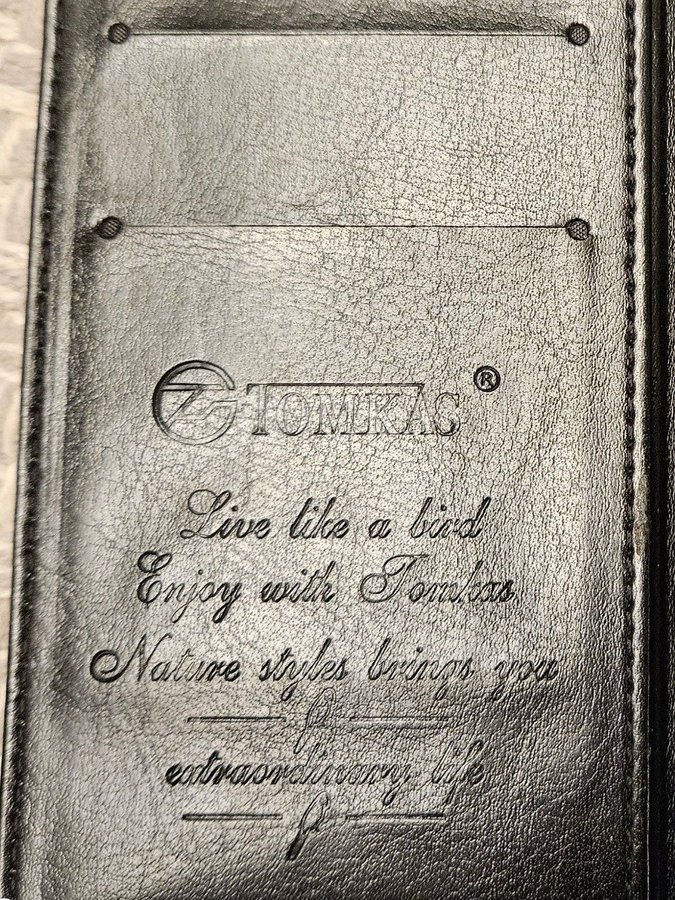 TOMKAS ®
Live like a bird
Enjoy with Tomkas
Nature styles brings you
extraordinary life